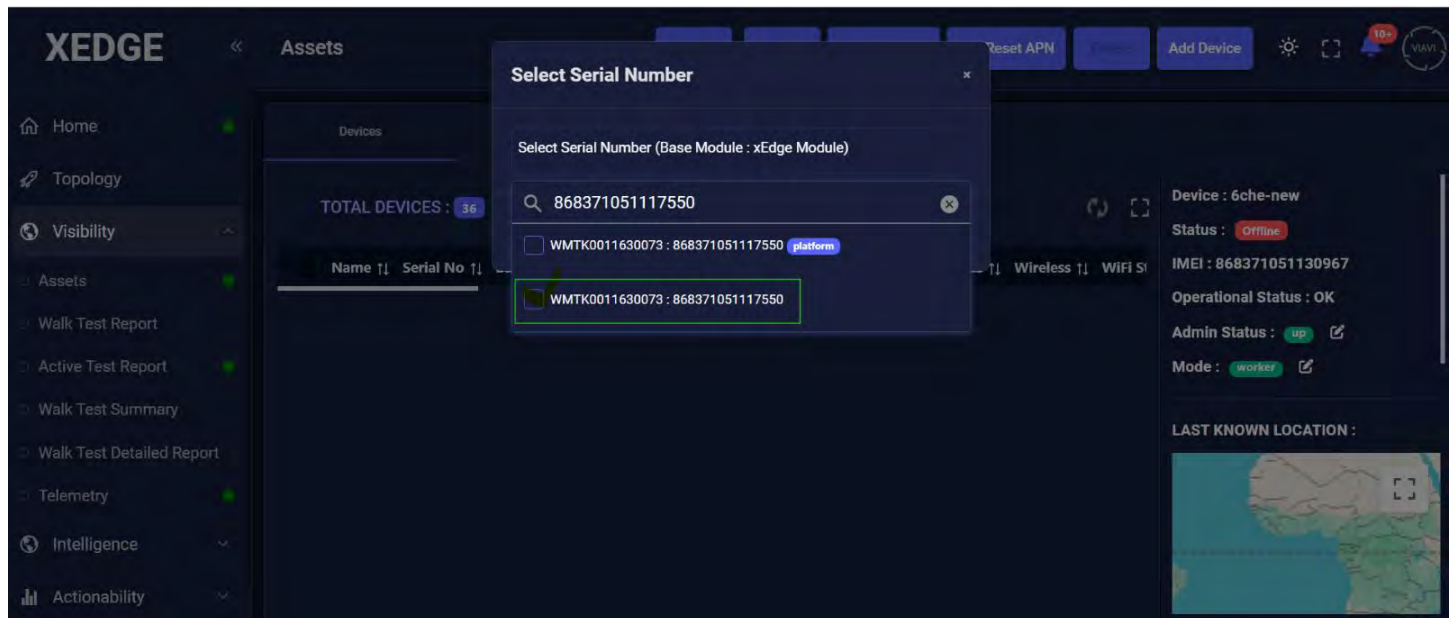 XEDGE
«
Assets
Reset APN
Add Device
10+
VIAVI
Select Serial Number
×
Home
Devices
Select Serial Number (Base Module : xEdge Module)
Topology
TOTAL DEVICES : 36
868371051117550
Device : 6che-new
Visibility
Status : Offline
WMTK0011630073 : 868371051117550 platform
Name ↑↓ Serial No ↑↓
↑↓ Wireless ↑↓ WiFi
IMEI : 868371051130967
Assets
WMTK0011630073 : 868371051117550
Operational Status : OK
Walk Test Report
Admin Status : up
Active Test Report
Mode : worker
Walk Test Summary
LAST KNOWN LOCATION :
Walk Test Detailed Report
Telemetry
Intelligence
Actionability